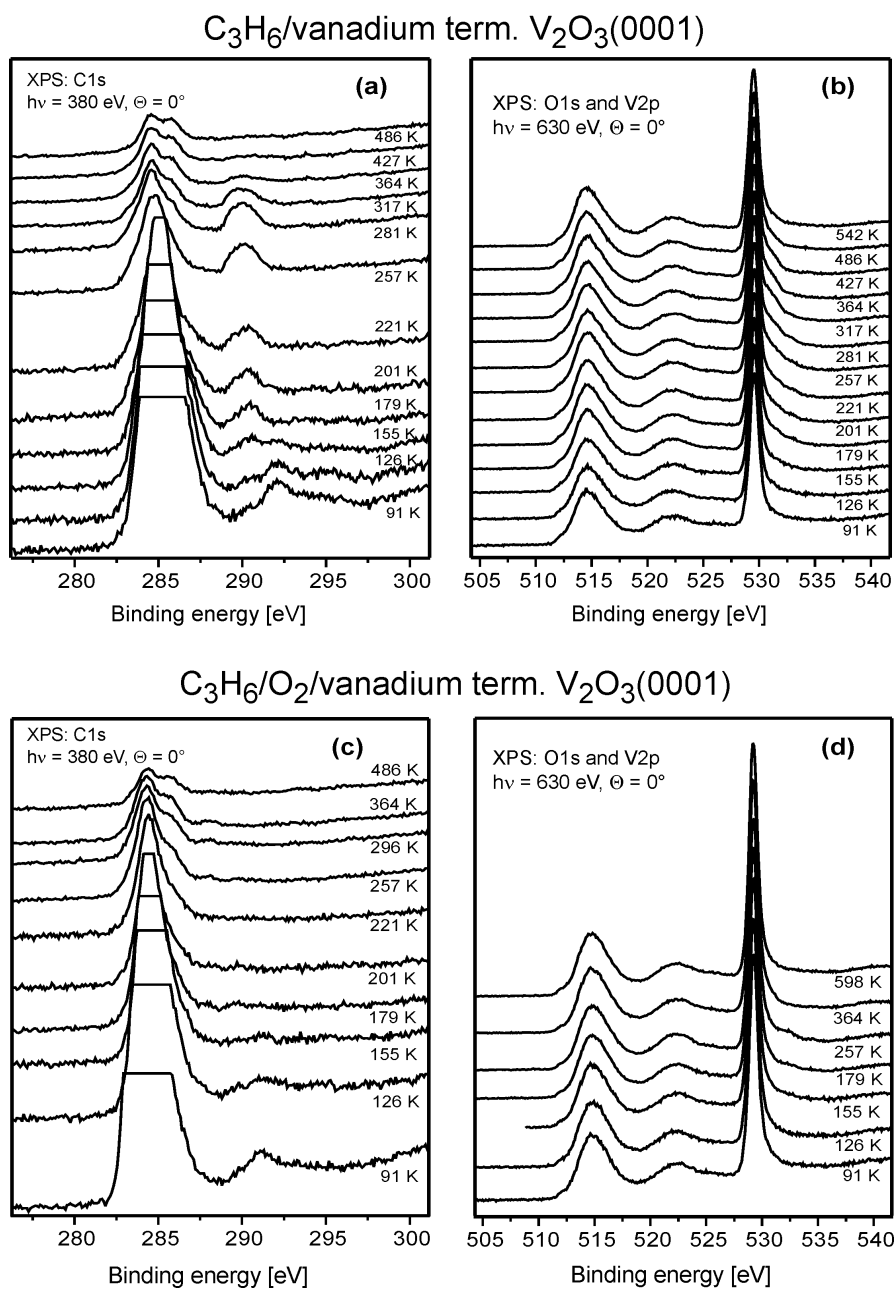 C3H6/vanadium term. V2O3(0001)
XPS: C1s
hν = 380 eV, Θ = 0°
(a)
486 K
427 K
364 K
317 K
281 K
257 K
221 K
201 K
179 K
155 K
126 K
91 K
280 285 290 295 300
Binding energy [eV]
XPS: O1s and V2p
hν = 630 eV, Θ = 0°
(b)
542 K
486 K
427 K
364 K
317 K
281 K
257 K
221 K
201 K
179 K
155 K
126 K
91 K
505 510 515 520 525 530 535 540
Binding energy [eV]
C3H6/O2/vanadium term. V2O3(0001)
XPS: C1s
hν = 380 eV, Θ = 0°
(c)
486 K
364 K
296 K
257 K
221 K
201 K
179 K
155 K
126 K
91 K
280 285 290 295 300
Binding energy [eV]
XPS: O1s and V2p
hν = 630 eV, Θ = 0°
(d)
598 K
364 K
257 K
179 K
155 K
126 K
91 K
505 510 515 520 525 530 535 540
Binding energy [eV]